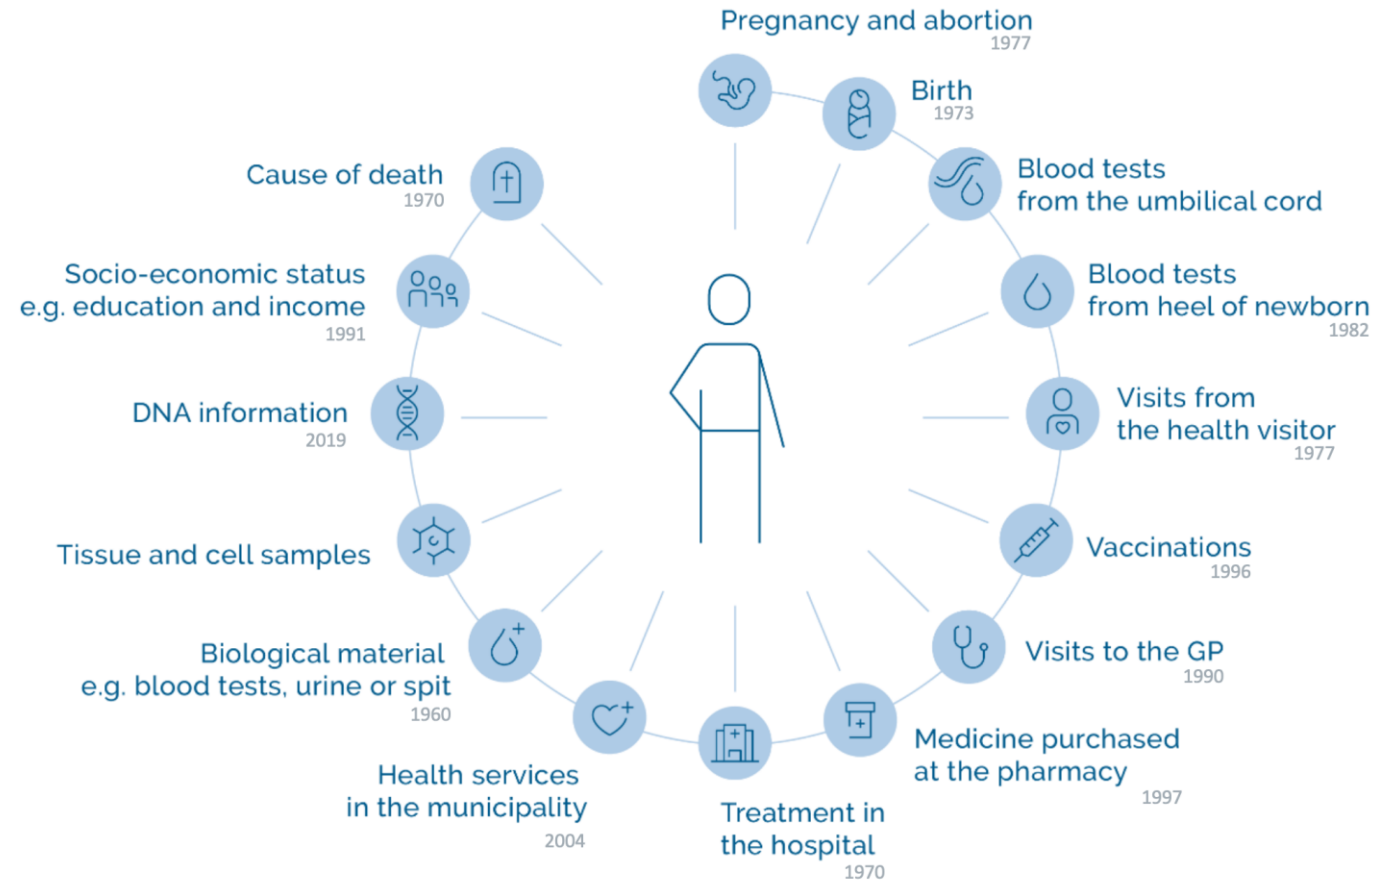 Pregnancy and abortion
1977
Birth
1973
Blood tests
from the umbilical cord
Blood tests
from heel of newborn
1982
Visits from
the health visitor
1977
Vaccinations
1996
Visits to the GP
1990
Medicine purchased
at the pharmacy
1997
Treatment in
the hospital
1970
Health services
in the municipality
2004
Biological material
e.g. blood tests, urine or spit
1960
Tissue and cell samples
DNA information
2019
Socio-economic status
e.g. education and income
1991
Cause of death
1970